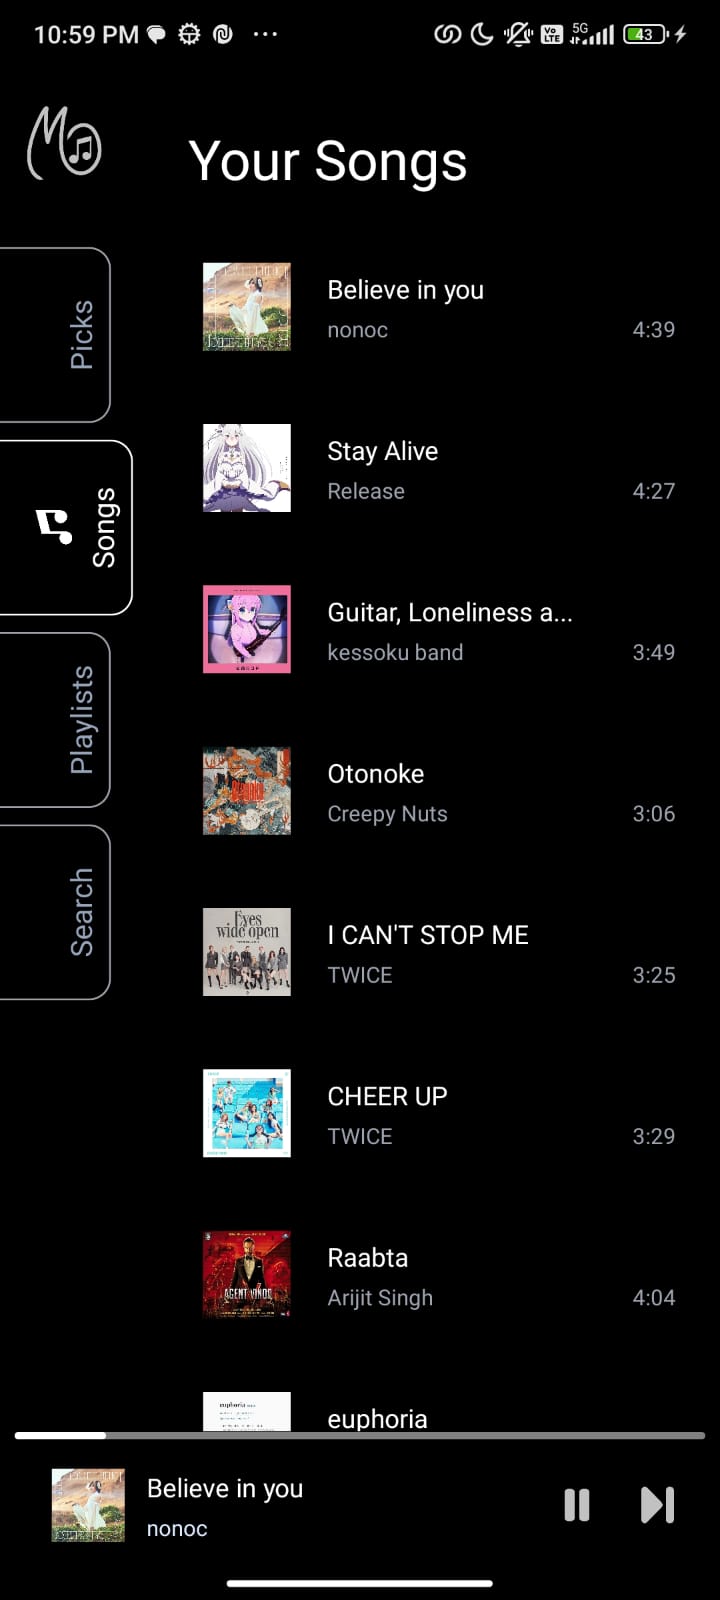 10:59 PM
Vo LTE
5G
43
Your Songs
Picks
Songs
Playlists
Search
Believe in you
nonoc
4:39
Stay Alive
Release
4:27
Guitar, Loneliness a...
kessoku band
3:49
Otonoke
Creepy Nuts
3:06
Eyes
wide open
I CAN'T STOP ME
TWICE
3:25
CHEER UP
TWICE
3:29
AGENT VINOD
Raabta
Arijit Singh
4:04
euphoria
euphoria
Believe in you
nonoc